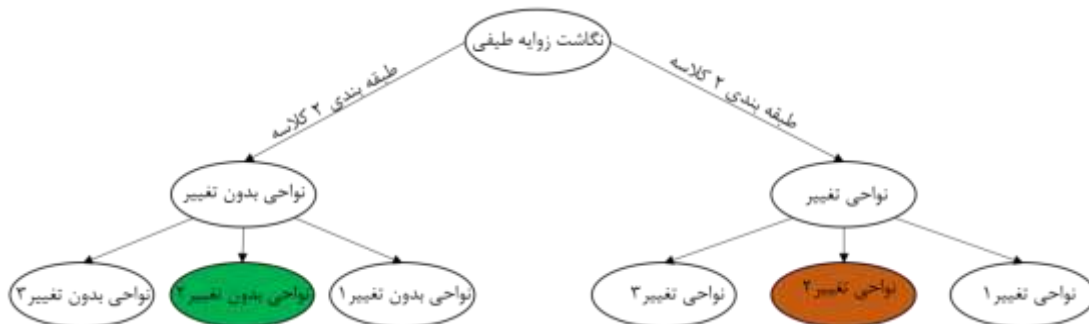 نگاشت زوایه طیفی
طبقه بندی ۲ کلاسه
طبقه بندی ۲ کلاسه
نواحی تغییر
نواحی بدون تغییر
نواحی تغییر۱
نواحی تغییر۲
نواحی تغییر۳
نواحی بدون تغییر۱
نواحی بدون تغییر۲
نواحی بدون تغییر۳